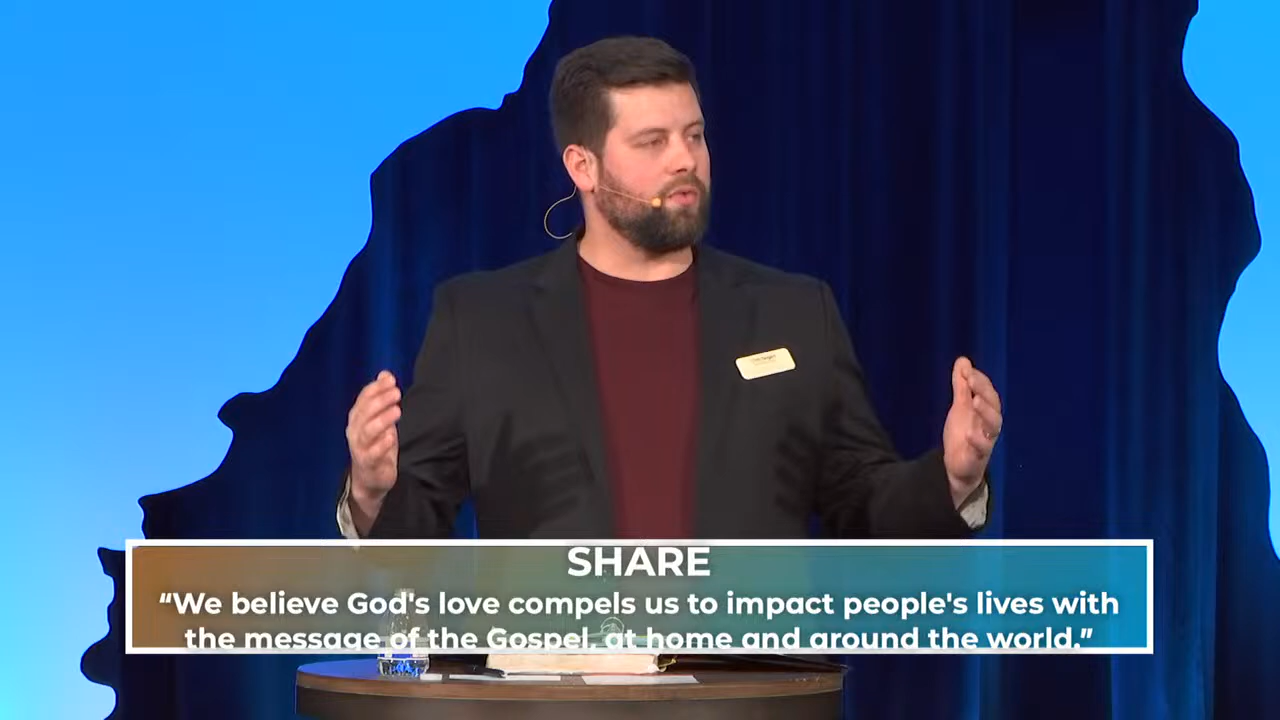 SHARE
“We believe God's love compels us to impact people's lives with
the message of the Gospel, at home and around the world.”